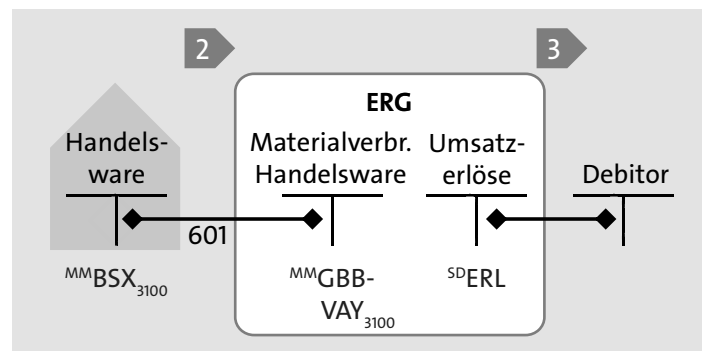 2
3
ERG
Handels-
ware
Materialverbr.
Handelsware
Umsatz-
erlöse
Debitor
601
MMBSX3100
MMGBB-
VAY3100
SDERL